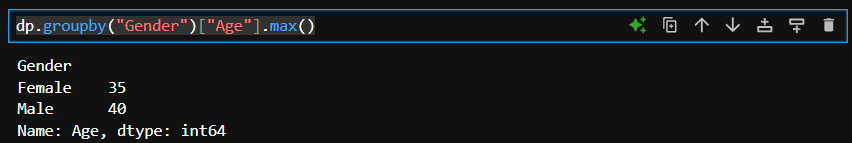 dp.groupby("Gender")["Age"].max()
Gender
Female    35
Male      40
Name: Age, dtype: int64